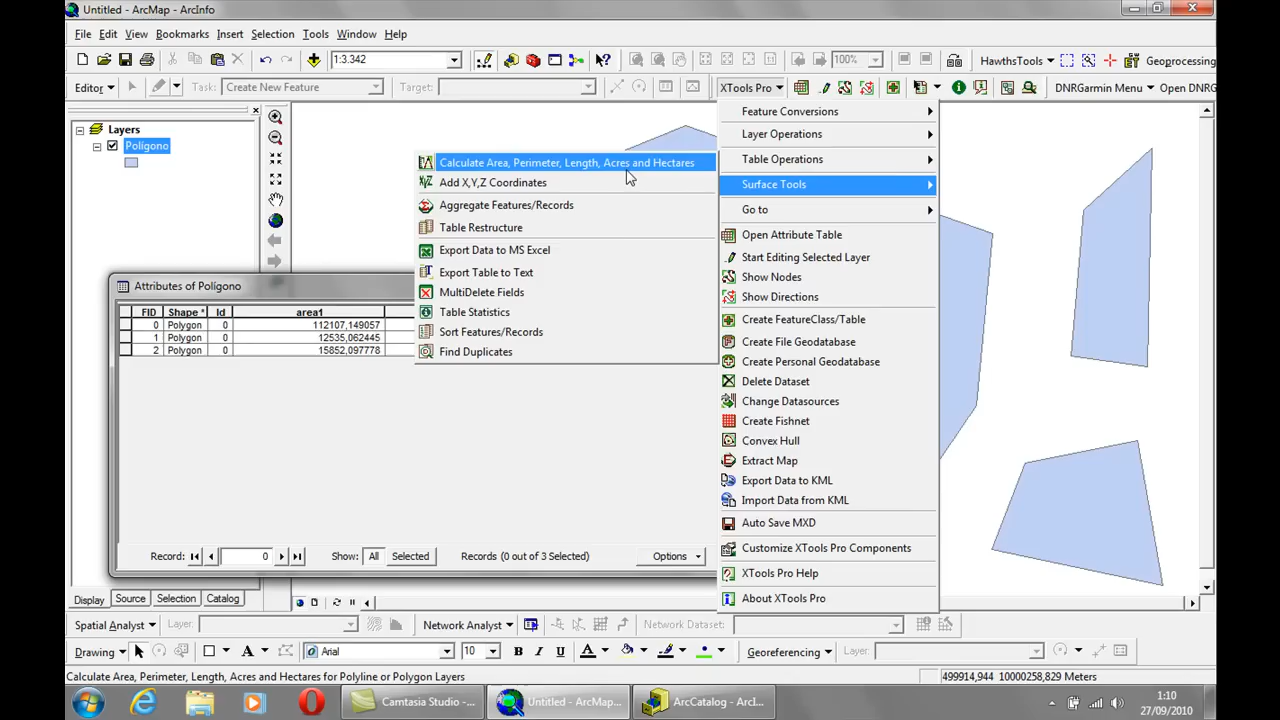 Untitled - ArcMap - ArcInfo
File Edit View Bookmarks Insert Selection Tools Window Help
1:3.342
100%
HawthsTools
Geoprocessing
Editor
Task: Create New Feature
Target:
XTools Pro
DNRGarmin Menu
Open DNRG
Layers
Polígono
Feature Conversions
Layer Operations
Table Operations
Surface Tools
Go to
Open Attribute Table
Start Editing Selected Layer
Show Nodes
Show Directions
Create FeatureClass/Table
Create File Geodatabase
Create Personal Geodatabase
Delete Dataset
Change Datasources
Create Fishnet
Convex Hull
Extract Map
Export Data to KML
Import Data from KML
Auto Save MXD
Customize XTools Pro Components
XTools Pro Help
About XTools Pro
Calculate Area, Perimeter, Length, Acres and Hectares
Add X,Y,Z Coordinates
Aggregate Features/Records
Table Restructure
Export Data to MS Excel
Export Table to Text
MultiDelete Fields
Table Statistics
Sort Features/Records
Find Duplicates
Attributes of Polígono
FID Shape * Id area1
0 Polygon 0 112107,149057
1 Polygon 0 12535,062445
2 Polygon 0 15852,097778
Record: 0 Show: All Selected Records (0 out of 3 Selected) Options
Display Source Selection Catalog
Spatial Analyst Layer: Network Analyst Network Dataset:
Drawing A Arial 10 B I U A Georeferencing Layer:
Calculate Area, Perimeter, Length, Acres and Hectares for Polyline or Polygon Layers
499914,944 10000258,829 Meters
Camtasia Studio - ...
Untitled - ArcMap...
ArcCatalog - ArcI...
1:10
27/09/2010